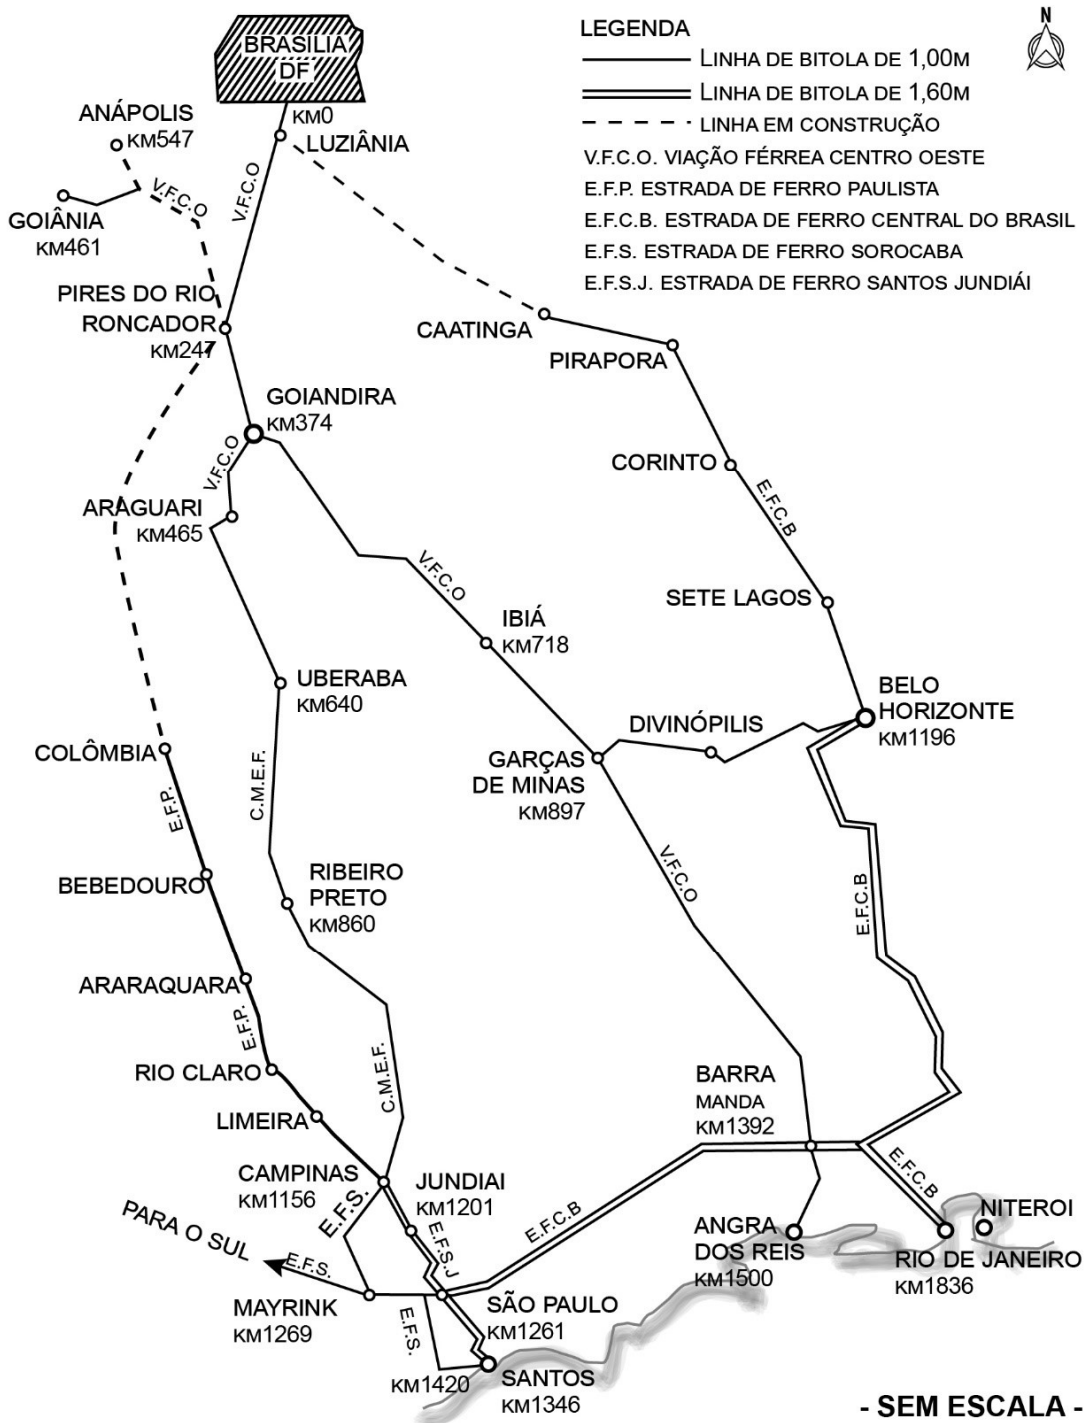 LEGENDA
N
LINHA DE BITOLA DE 1,00M
LINHA DE BITOLA DE 1,60M
LINHA EM CONSTRUÇÃO
V.F.C.O. VIAÇÃO FÉRREA CENTRO OESTE
E.F.P. ESTRADA DE FERRO PAULISTA
E.F.C.B. ESTRADA DE FERRO CENTRAL DO BRASIL
E.F.S. ESTRADA DE FERRO SOROCABA
E.F.S.J. ESTRADA DE FERRO SANTOS JUNDIÁI
BRASILIA
DF
KM0
LUZIÂNIA
ANÁPOLIS
KM547
V.F.C.O
V.F.C.O
GOIÂNIA
KM461
PIRES DO RIO
RONCADOR
KM247
CAATINGA
PIRAPORA
GOIANDIRA
KM374
V.F.C.O
CORINTO
E.F.C.B
ARAGUARI
KM465
V.F.C.O
IBIÁ
KM718
SETE LAGOS
UBERABA
KM640
BELO
HORIZONTE
KM1196
DIVINÓPILIS
COLÔMBIA
GARÇAS
DE MINAS
KM897
E.F.P.
C.M.E.F.
BEBEDOURO
RIBEIRO
PRETO
KM860
V.F.C.O
E.F.C.B
ARARAQUARA
E.F.P.
RIO CLARO
C.M.E.F.
BARRA
MANDA
KM1392
LIMEIRA
CAMPINAS
KM1156
JUNDIAI
KM1201
E.F.S.
E.F.S.J
E.F.C.B
E.F.C.B
PARA O SUL
E.F.S.
ANGRA
DOS REIS
KM1500
NITEROI
RIO DE JANEIRO
KM1836
MAYRINK
KM1269
E.F.S.
SÃO PAULO
KM1261
KM1420
SANTOS
KM1346
- SEM ESCALA -